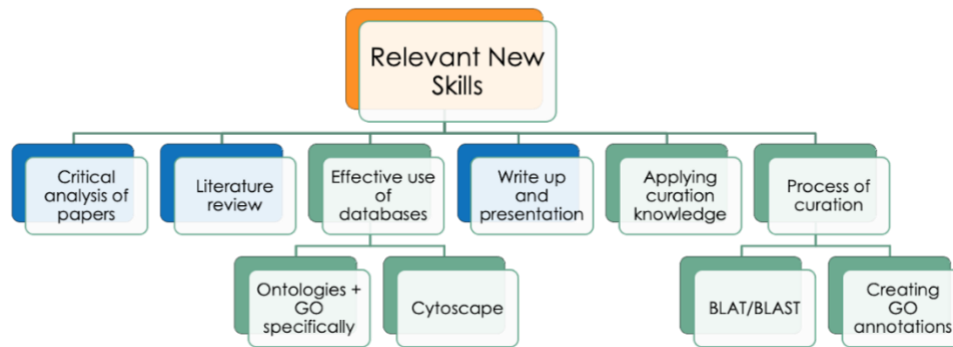 Relevant New
Skills
Critical
analysis of
papers
Literature
review
Effective use
of
databases
Write up
and
presentation
Applying
curation
knowledge
Process of
curation
Ontologies +
GO
specifically
Cytoscape
BLAT/BLAST
Creating
GO
annotations